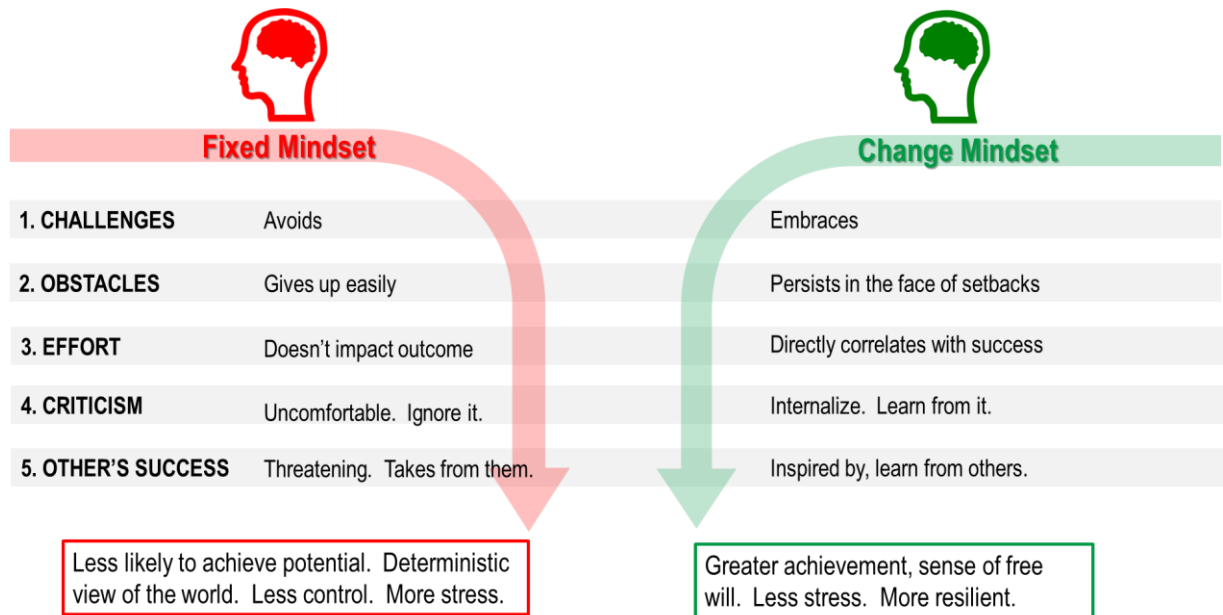 Fixed Mindset
Change Mindset
1. CHALLENGES Avoids Embraces
2. OBSTACLES Gives up easily Persists in the face of setbacks
3. EFFORT Doesn’t impact outcome Directly correlates with success
4. CRITICISM Uncomfortable.  Ignore it. Internalize.  Learn from it.
5. OTHER’S SUCCESS Threatening.  Takes from them. Inspired by, learn from others.
Less likely to achieve potential.  Deterministic
view of the world.  Less control.  More stress.
Greater achievement, sense of free
will.  Less stress.  More resilient.